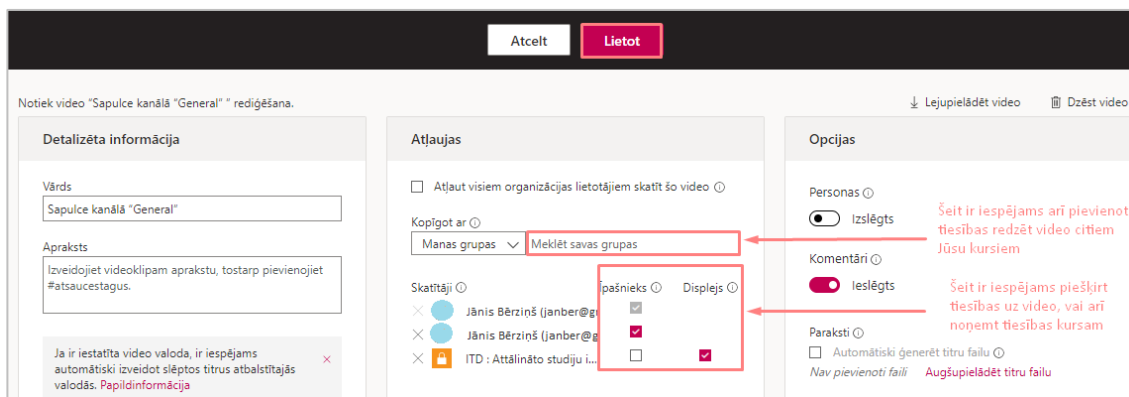 Atcelt
Lietot
Notiek video "Sapulce kanālā "General" " rediģēšana.
Lejupielādēt video
Dzēst video
Detalizēta informācija
Vārds
Sapulce kanālā "General"
Apraksts
Izveidojiet videoklipam aprakstu, tostarp pievienojiet
#atsaucestagus.
Ja ir iestatīta video valoda, ir iespējams
automātiski izveidot slēptos titrus atbalstītajās
valodās. Papildinformācija
Atļaujas
Atļaut visiem organizācijas lietotājiem skatīt šo video
Kopīgot ar
Manas grupas
Meklēt savas grupas
Skatītāji
Īpašnieks
Displejs
Jānis Bērziņš (janber@g
Jānis Bērziņš (janber@g
ITD : Attālināto studiju i...
Opcijas
Personas
Izslēgts
Komentāri
Ieslēgts
Paraksti
Automātiski ģenerēt titru failu
Nav pievienoti faili Augšupielādēt titru failu
Šeit ir iespējams arī pievienot
tiesības redzēt video citiem
Jūsu kursiem
Šeit ir iespējams piešķirt
tiesības uz video, vai arī
noņemt tiesības kursam